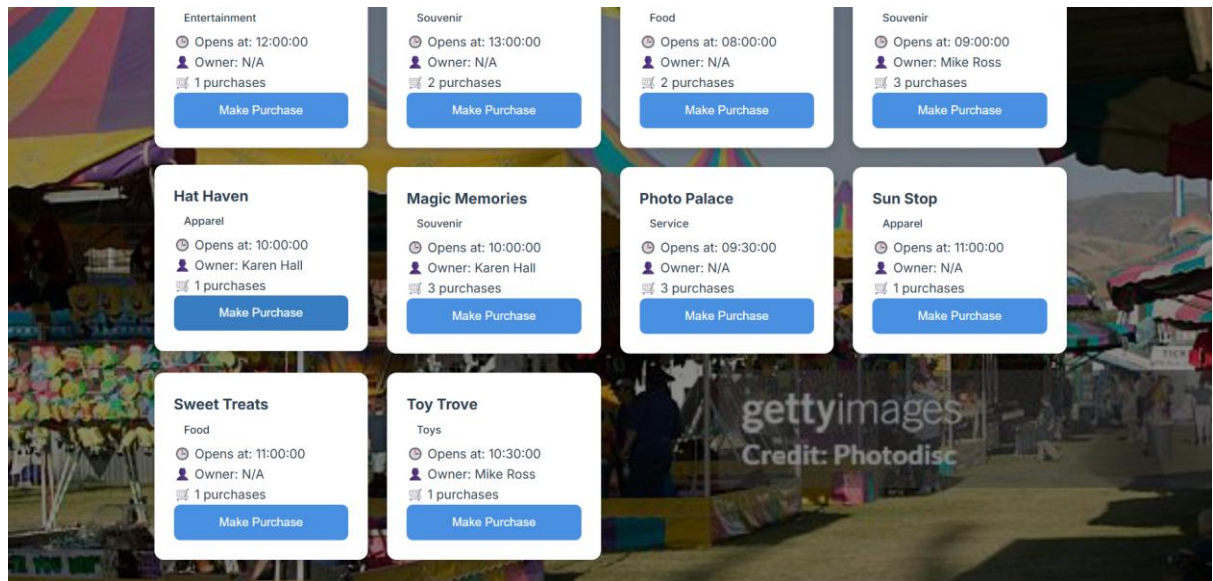 Entertainment
Opens at: 12:00:00
Owner: N/A
1 purchases
Make Purchase
Souvenir
Opens at: 13:00:00
Owner: N/A
2 purchases
Make Purchase
Food
Opens at: 08:00:00
Owner: N/A
2 purchases
Make Purchase
Souvenir
Opens at: 09:00:00
Owner: Mike Ross
3 purchases
Make Purchase
Hat Haven
Apparel
Opens at: 10:00:00
Owner: Karen Hall
1 purchases
Make Purchase
Magic Memories
Souvenir
Opens at: 10:00:00
Owner: Karen Hall
3 purchases
Make Purchase
Photo Palace
Service
Opens at: 09:30:00
Owner: N/A
3 purchases
Make Purchase
Sun Stop
Apparel
Opens at: 11:00:00
Owner: N/A
1 purchases
Make Purchase
Sweet Treats
Food
Opens at: 11:00:00
Owner: N/A
1 purchases
Make Purchase
Toy Trove
Toys
Opens at: 10:30:00
Owner: Mike Ross
1 purchases
Make Purchase
gettyimages
Credit: Photodisc